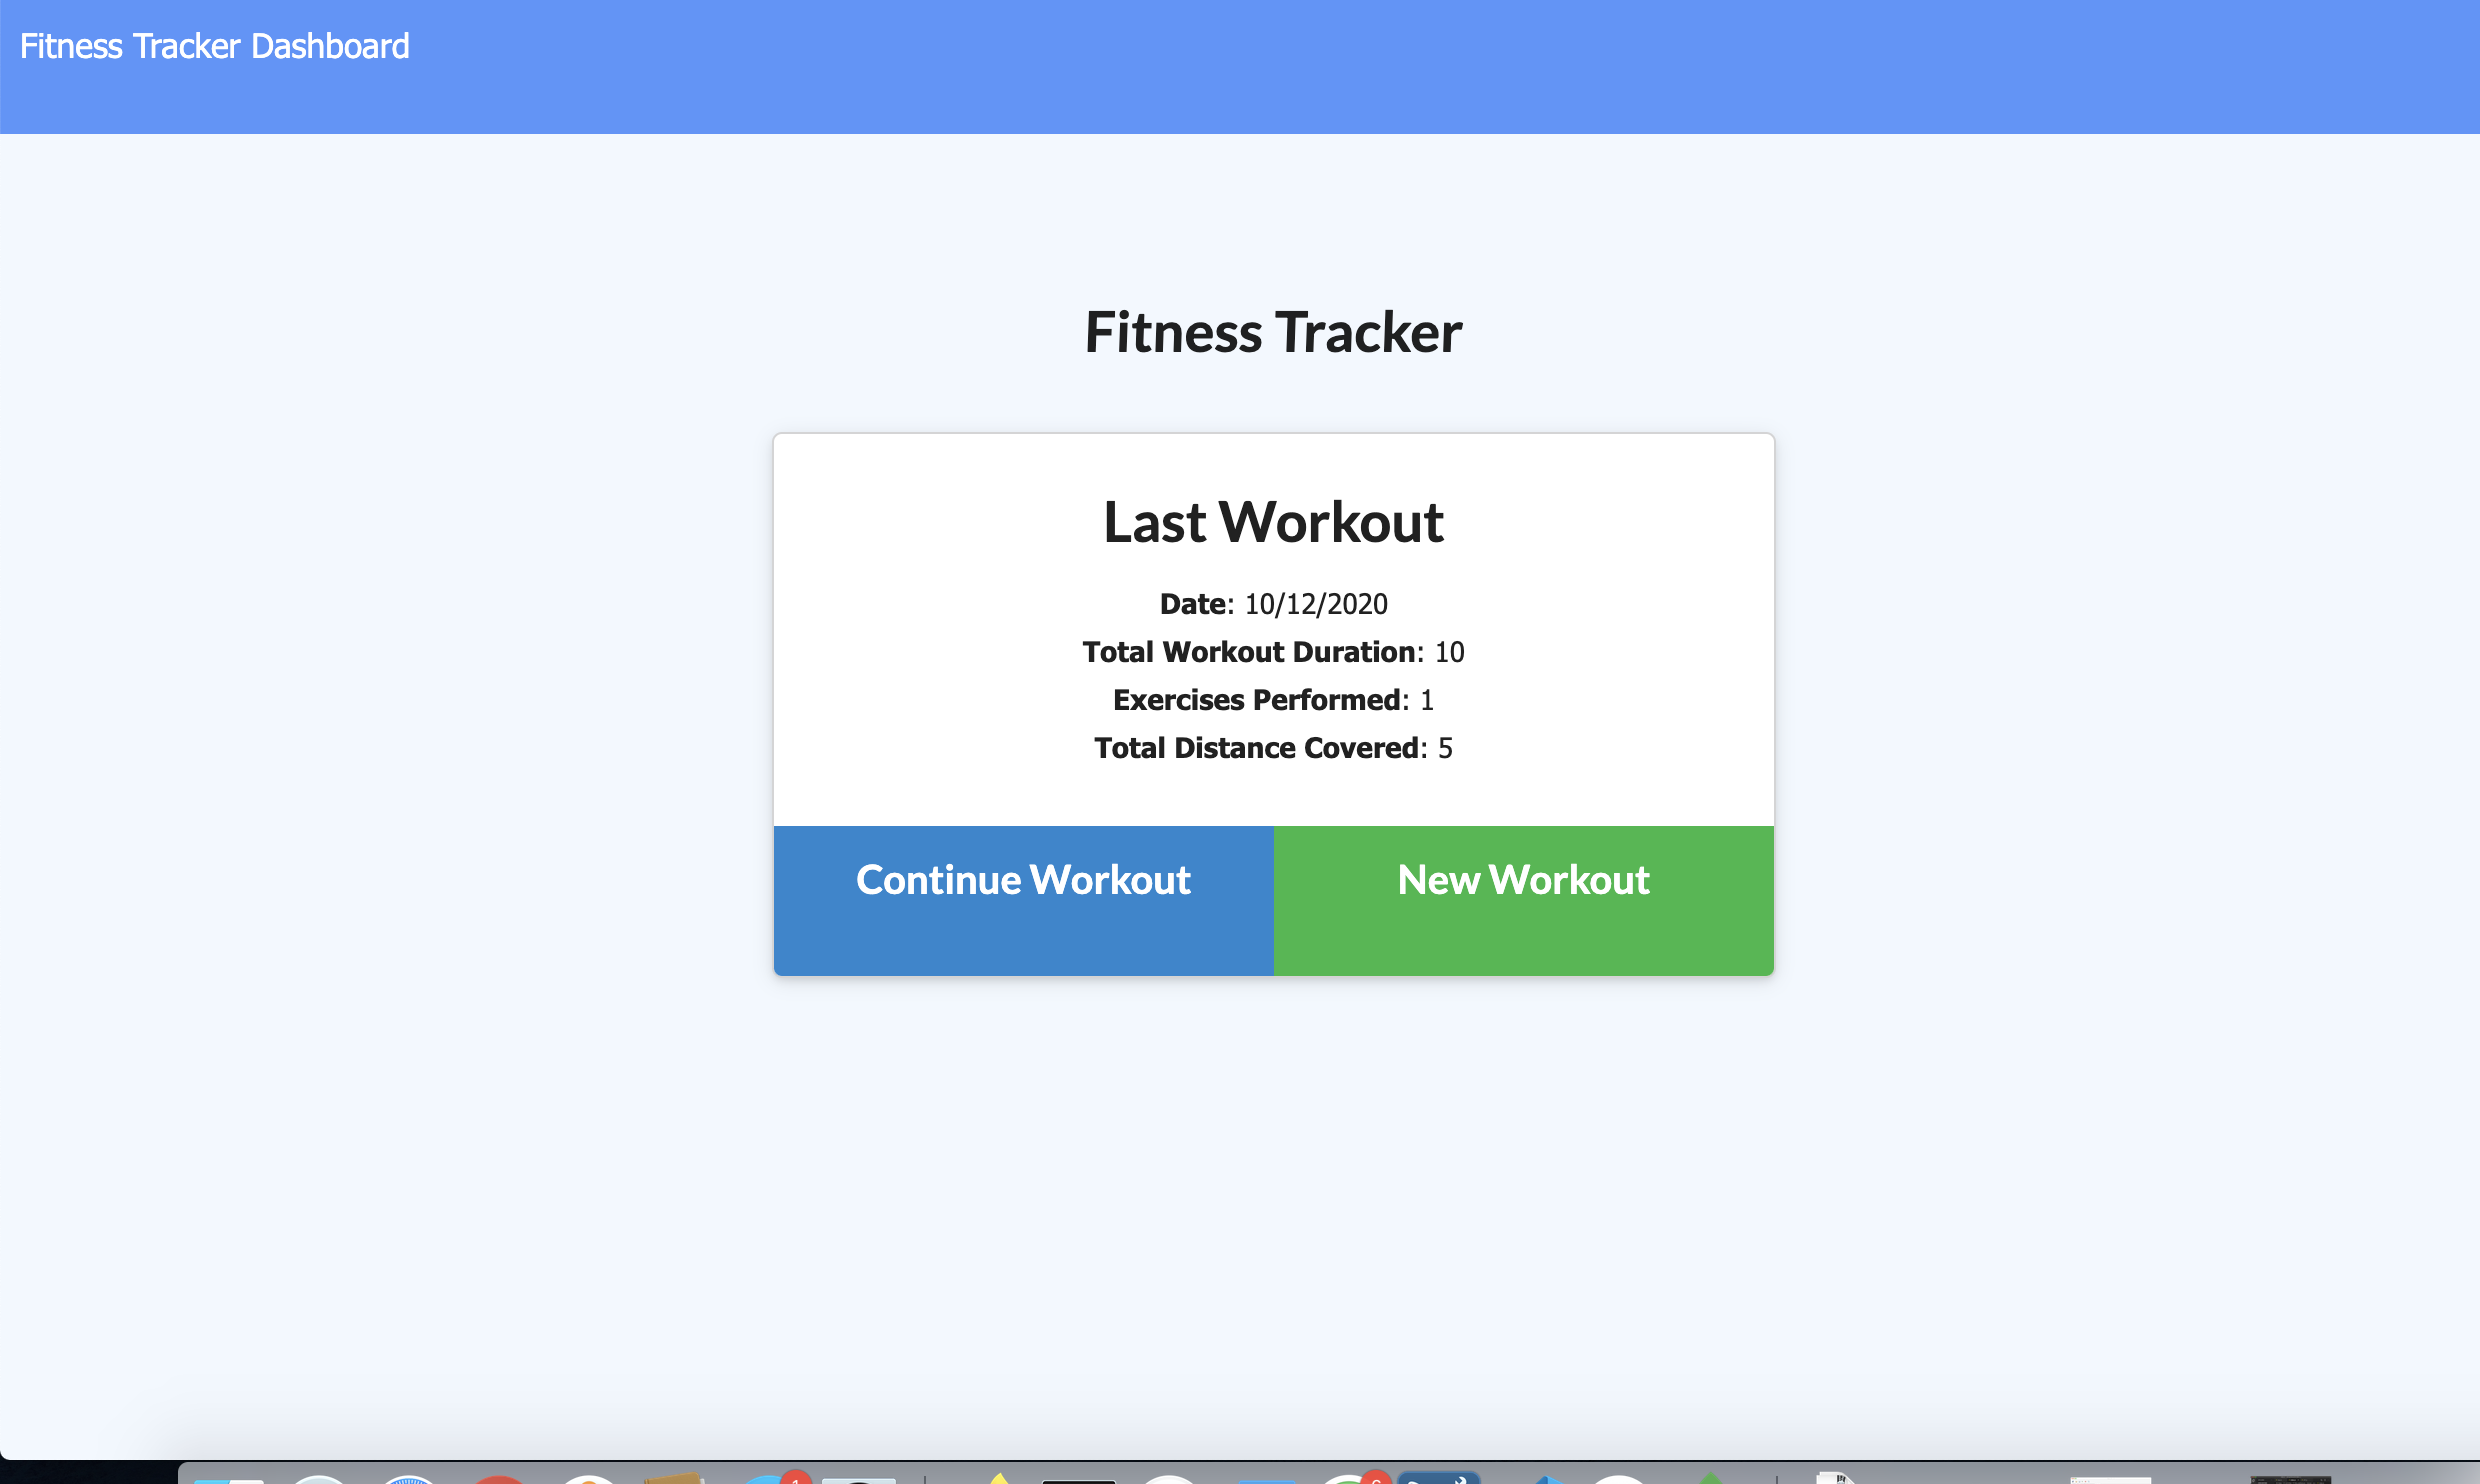 Fitness Tracker Dashboard
Fitness Tracker
Last Workout
Date: 10/12/2020
Total Workout Duration: 10
Exercises Performed: 1
Total Distance Covered: 5
Continue Workout New Workout